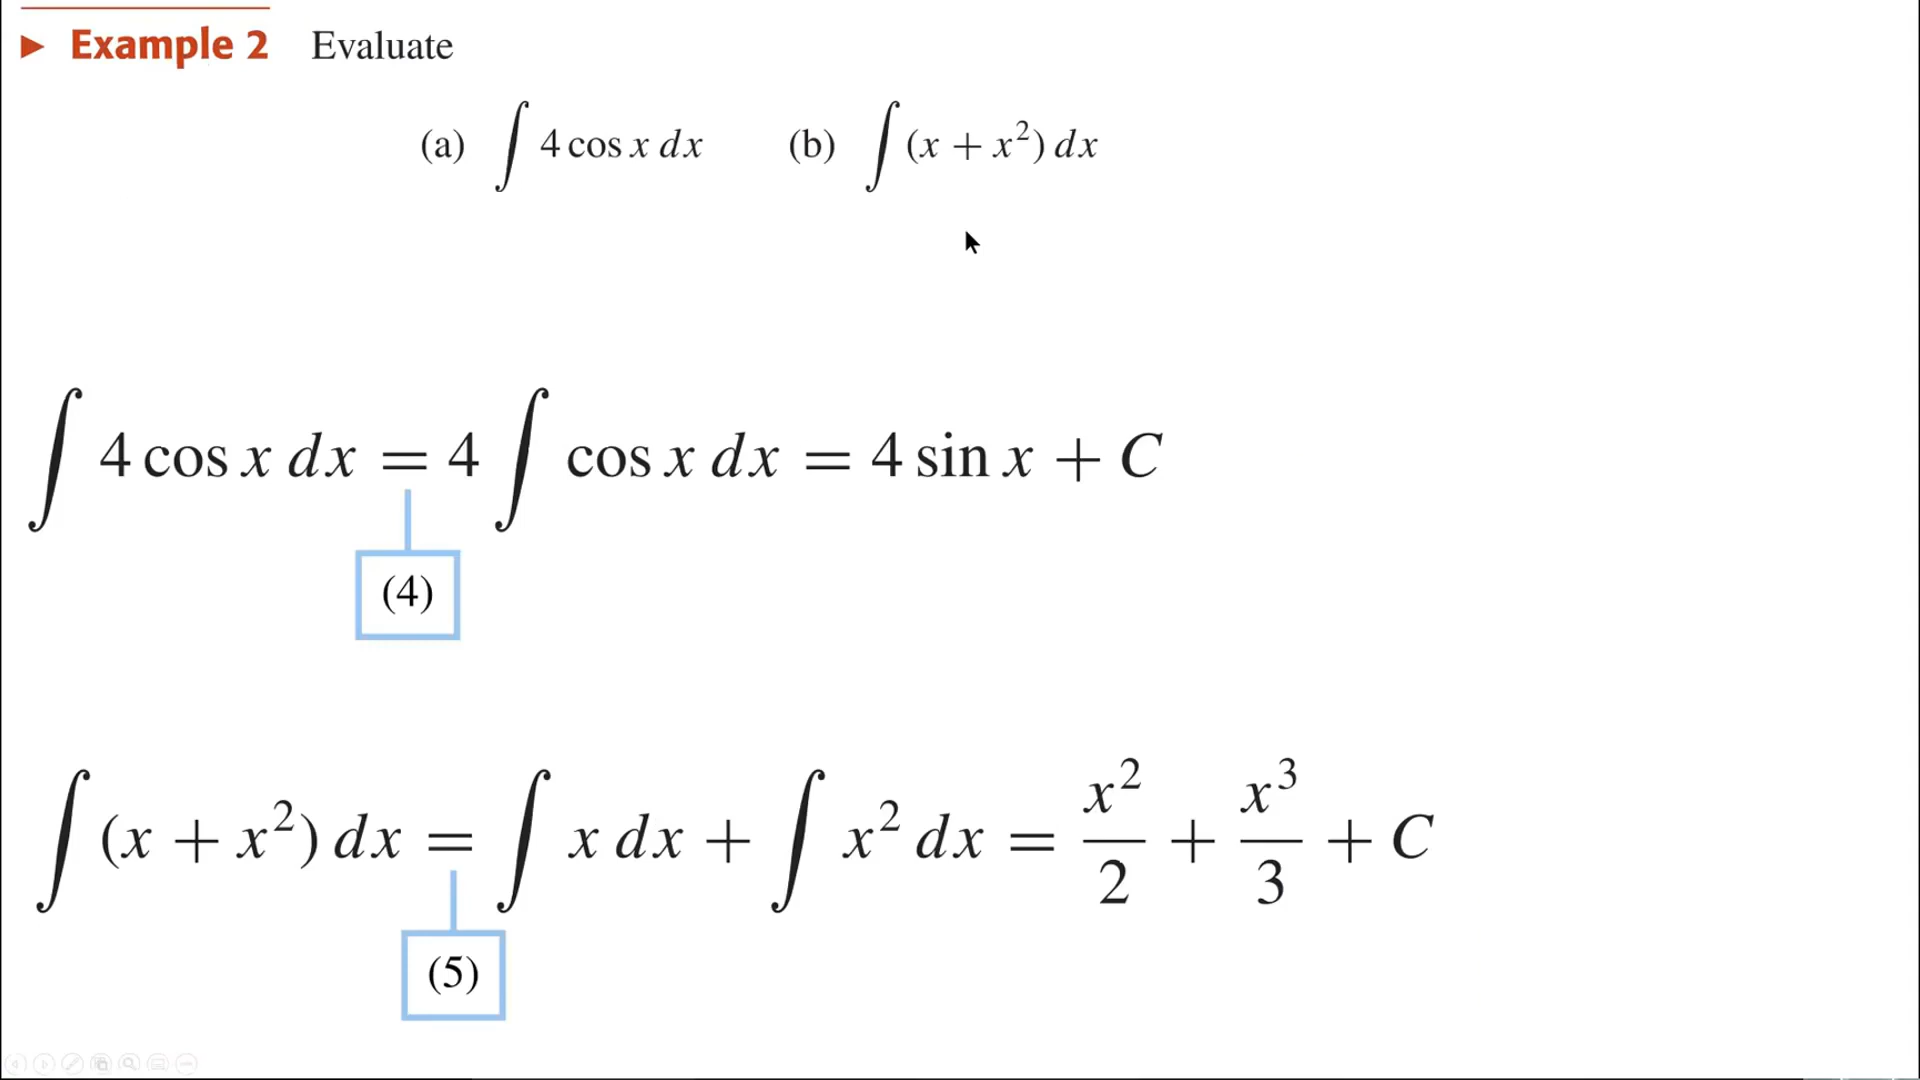 ► Example 2 Evaluate
(a) ∫ 4 cos x dx (b) ∫ (x + x²) dx
∫ 4 cos x dx = 4 ∫ cos x dx = 4 sin x + C
(4)
∫ (x + x²) dx = ∫ x dx + ∫ x² dx = x²/2 + x³/3 + C
(5)